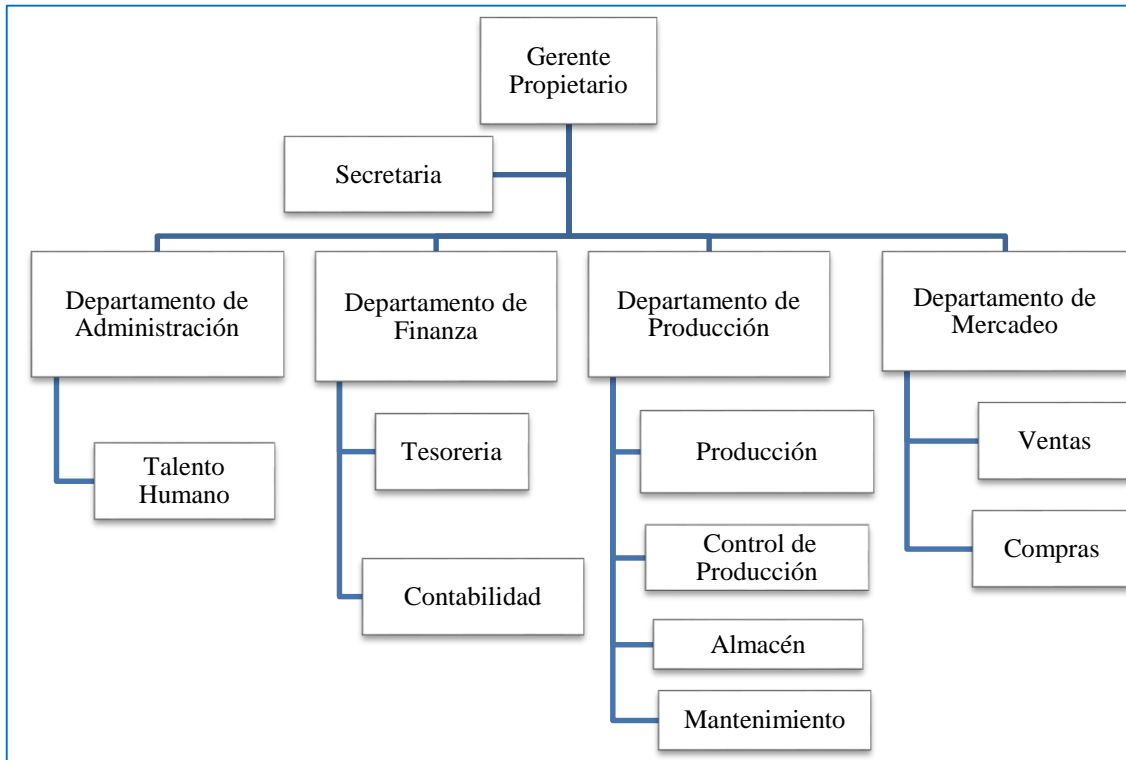 Gerente
Propietario
Secretaria
Departamento de
Administración
Departamento de
Finanza
Departamento de
Producción
Departamento de
Mercadeo
Talento
Humano
Tesoreria
Contabilidad
Producción
Control de
Producción
Almacén
Mantenimiento
Ventas
Compras